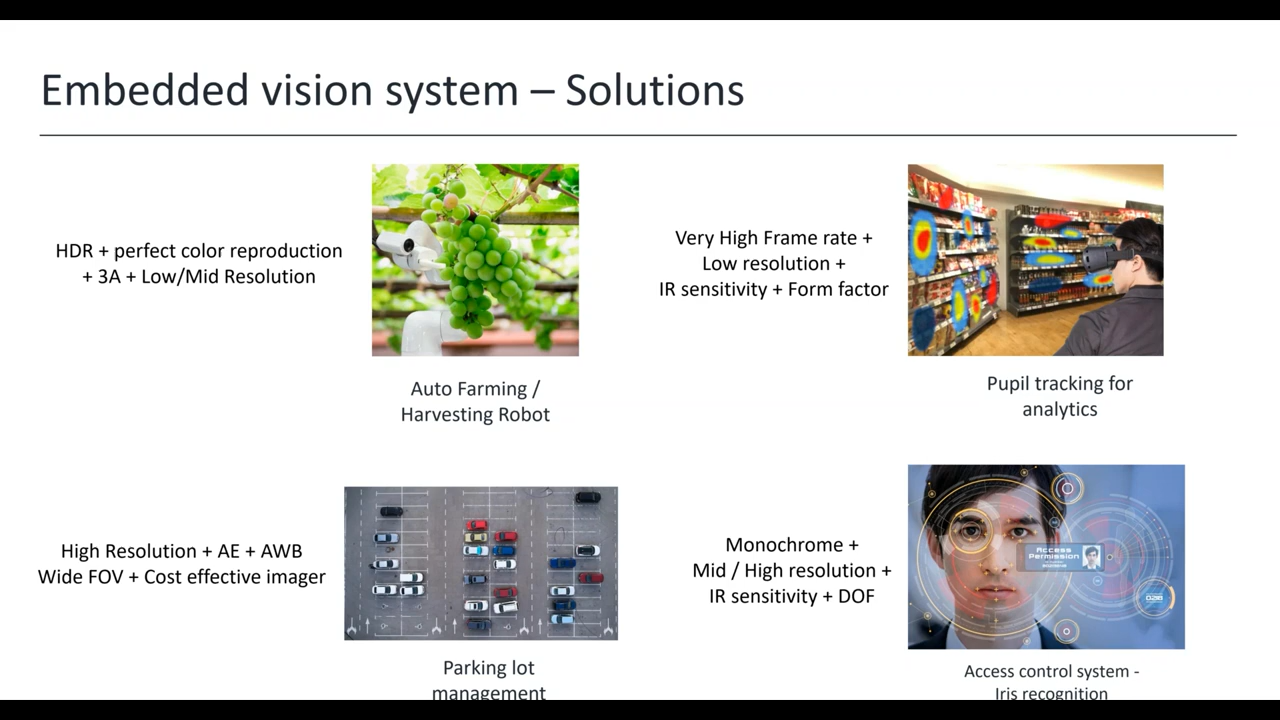 Embedded vision system – Solutions
HDR + perfect color reproduction
+ 3A + Low/Mid Resolution
Auto Farming /
Harvesting Robot
Very High Frame rate +
Low resolution +
IR sensitivity + Form factor
Pupil tracking for
analytics
High Resolution + AE + AWB
Wide FOV + Cost effective imager
Parking lot
management
Monochrome +
Mid / High resolution +
IR sensitivity + DOF
Access
Permission
Access control system -
Iris recognition